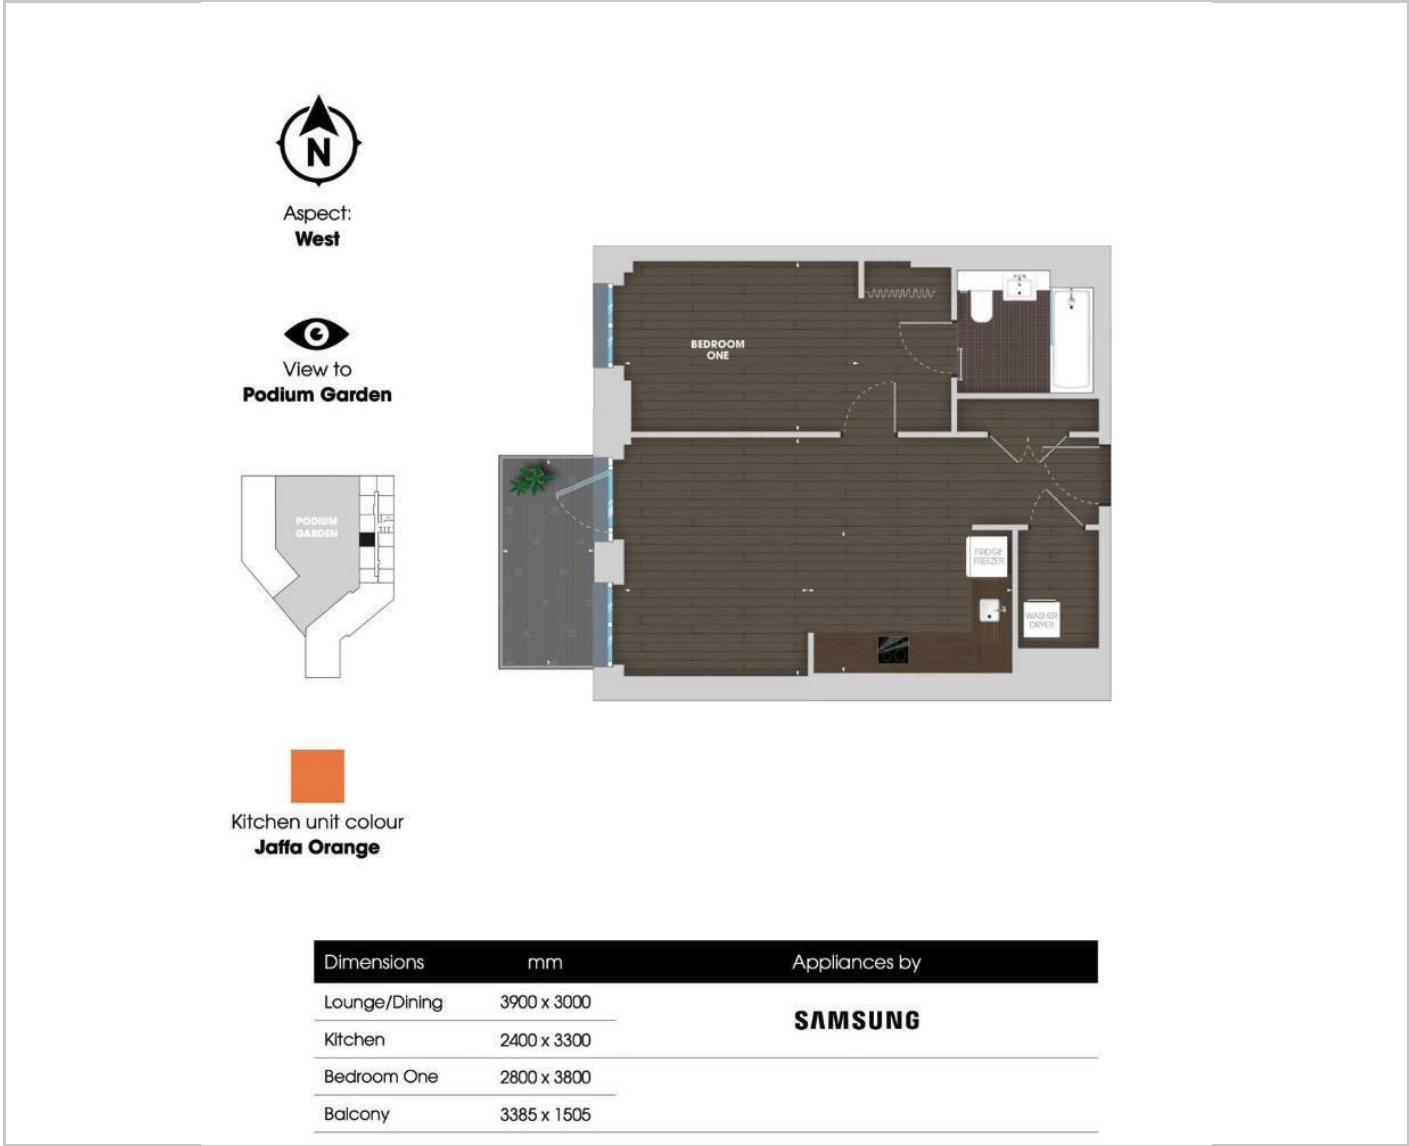 N
Aspect:
West
View to
Podium Garden
PODIUM
GARDEN
Kitchen unit colour
Jaffa Orange
BEDROOM
ONE
FRIDGE
FREEZER
WASHER
DRYER
Dimensions mm Appliances by
Lounge/Dining 3900 x 3000
SAMSUNG
Kitchen 2400 x 3300
Bedroom One 2800 x 3800
Balcony 3385 x 1505